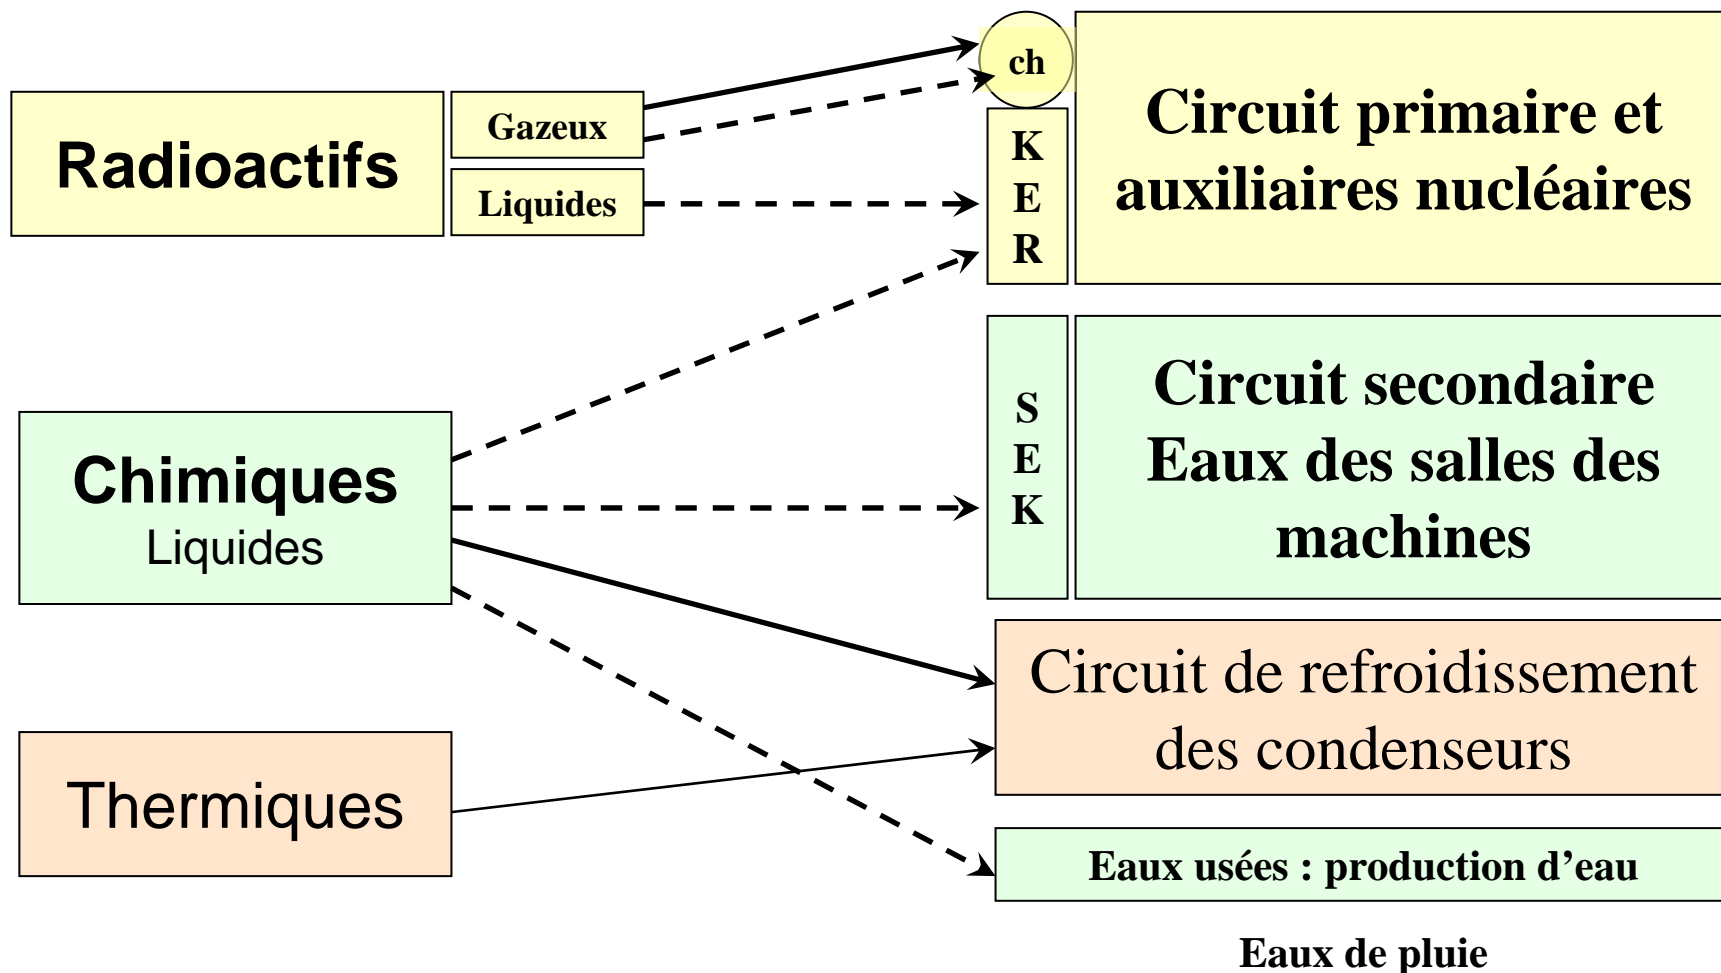 Radioactifs
Gazeux
Liquides
ch
K
E
R
Circuit primaire et
auxiliaires nucléaires
Chimiques
Liquides
S
E
K
Circuit secondaire
Eaux des salles des
machines
Thermiques
Circuit de refroidissement
des condenseurs
Eaux usées : production d’eau
Eaux de pluie